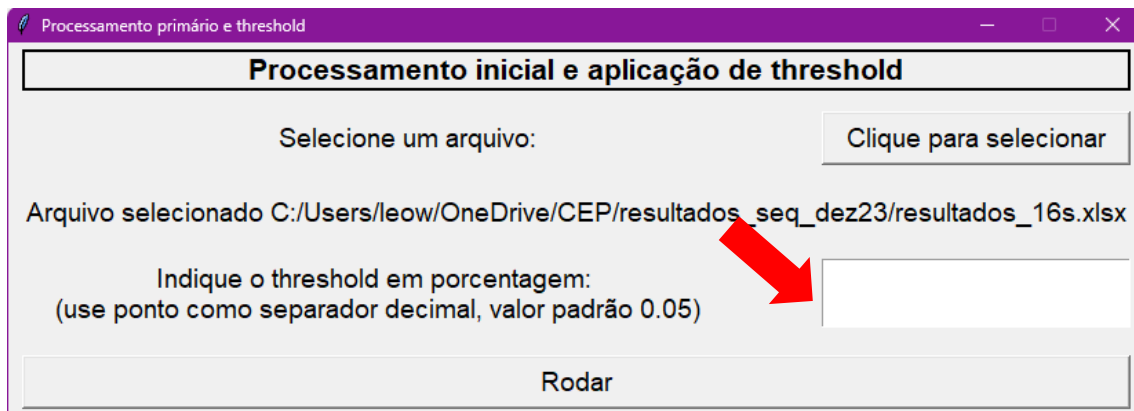 Processamento primário e threshold
Processamento inicial e aplicação de threshold
Selecione um arquivo:
Clique para selecionar
Arquivo selecionado C:/Users/leow/OneDrive/CEP/resultados_seq_dez23/resultados_16s.xlsx
Indique o threshold em porcentagem:
(use ponto como separador decimal, valor padrão 0.05)
Rodar